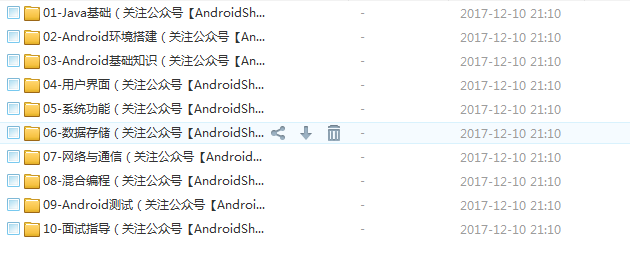 01-Java基础 ( 关注公众号【AndroidSh... - 2017-12-10 21:10
02-Android环境搭建 ( 关注公众号【An... - 2017-12-10 21:10
03-Android基础知识 ( 关注公众号【An... - 2017-12-10 21:10
04-用户界面 ( 关注公众号【AndroidSh... - 2017-12-10 21:10
05-系统功能 ( 关注公众号【AndroidSh... - 2017-12-10 21:10
06-数据存储 ( 关注公众号【AndroidSh... - 2017-12-10 21:10
07-网络与通信 ( 关注公众号【Android... - 2017-12-10 21:10
08-混合编程 ( 关注公众号【AndroidSh... - 2017-12-10 21:10
09-Android测试 ( 关注公众号【Androi... - 2017-12-10 21:10
10-面试指导 ( 关注公众号【AndroidSh... - 2017-12-10 21:10